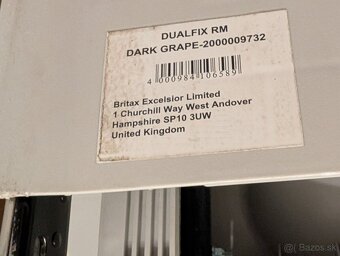 DUALFIX RM
DARK GRAPE-2000009732
4 000984 106589
Britax Excelsior Limited
1 Churchill Way West Andover
Hampshire SP10 3UW
United Kingdom
Bazos.sk